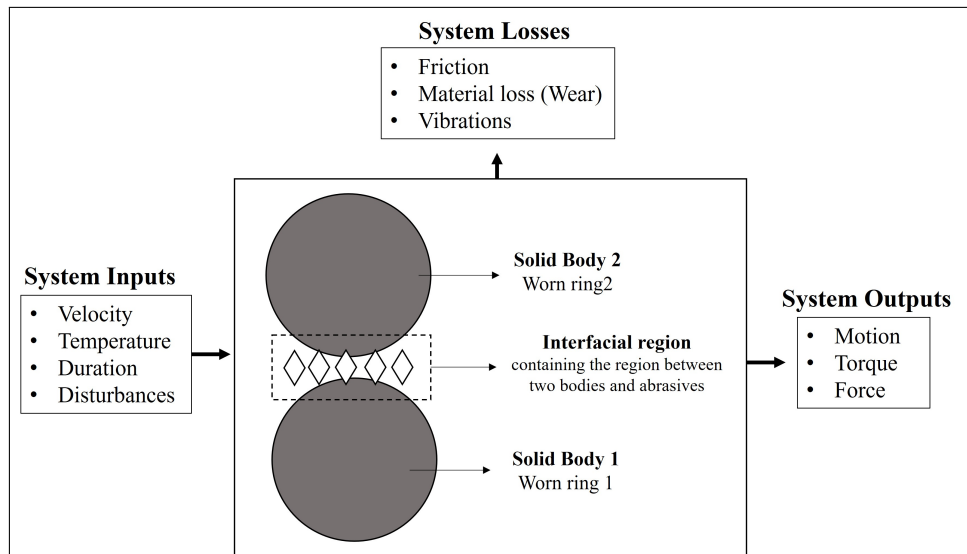 System Losses
• Friction
• Material loss (Wear)
• Vibrations
System Inputs
• Velocity
• Temperature
• Duration
• Disturbances
Solid Body 2
Worn ring2
Interfacial region
containing the region between
two bodies and abrasives
Solid Body 1
Worn ring 1
System Outputs
• Motion
• Torque
• Force